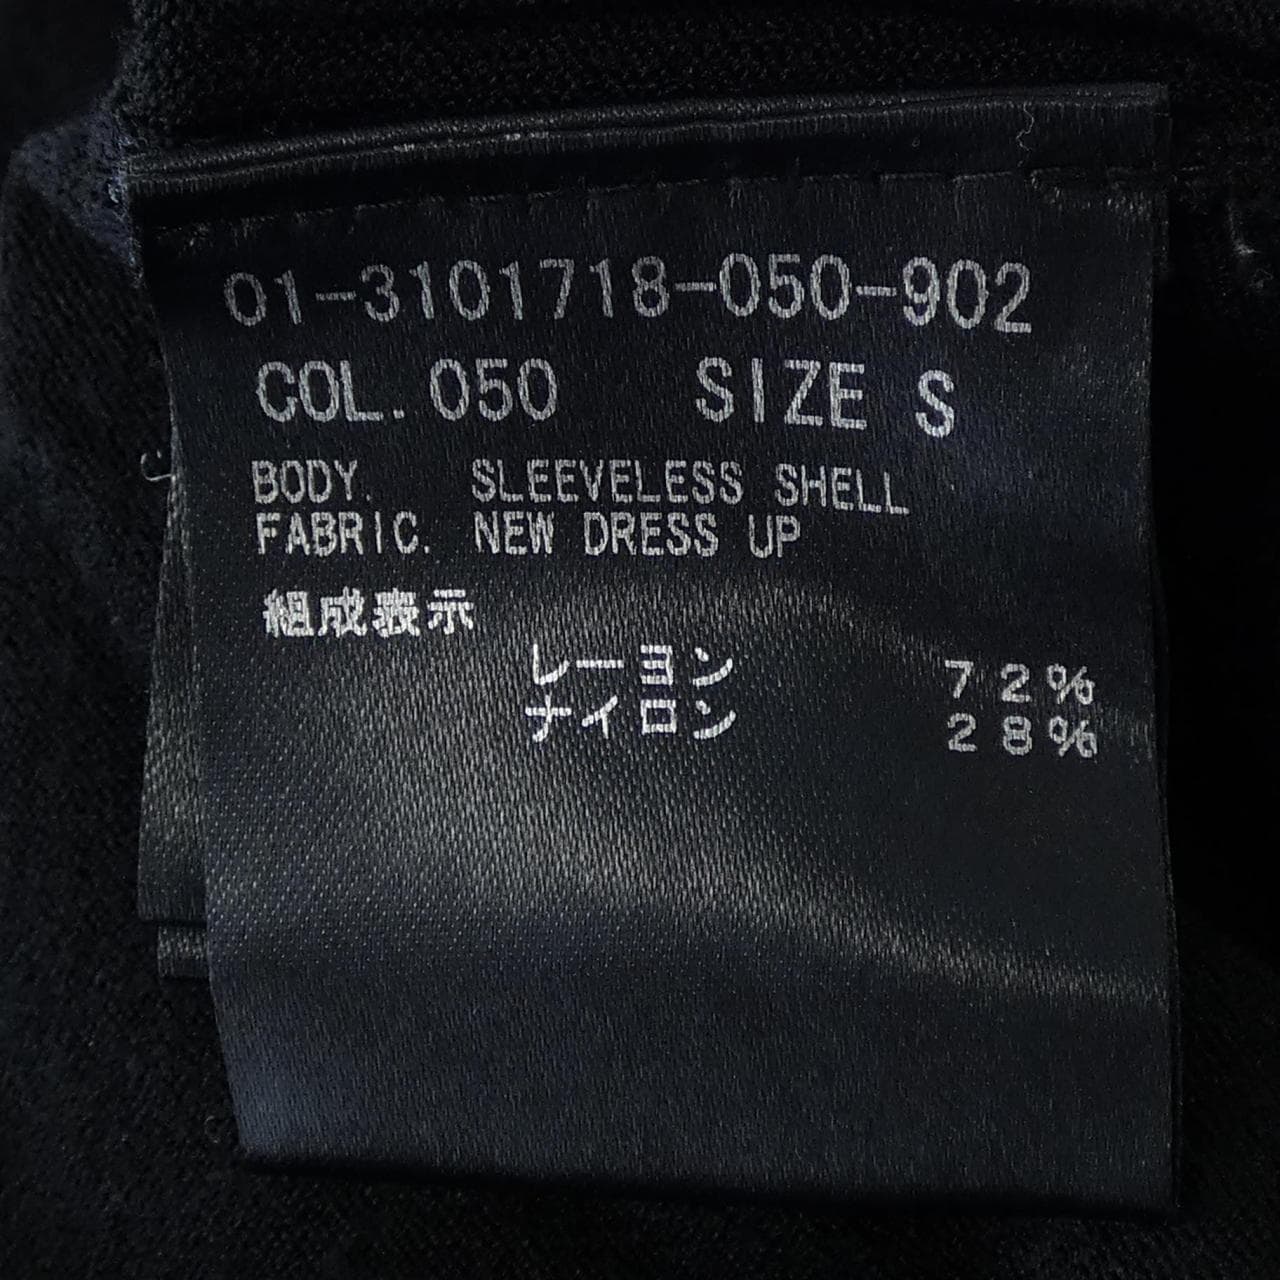 01-3101718-050-902
COL. 050 SIZE S
BODY. SLEEVELESS SHELL
FABRIC. NEW DRESS UP
組成表示
レーヨン 72%
ナイロン 28%